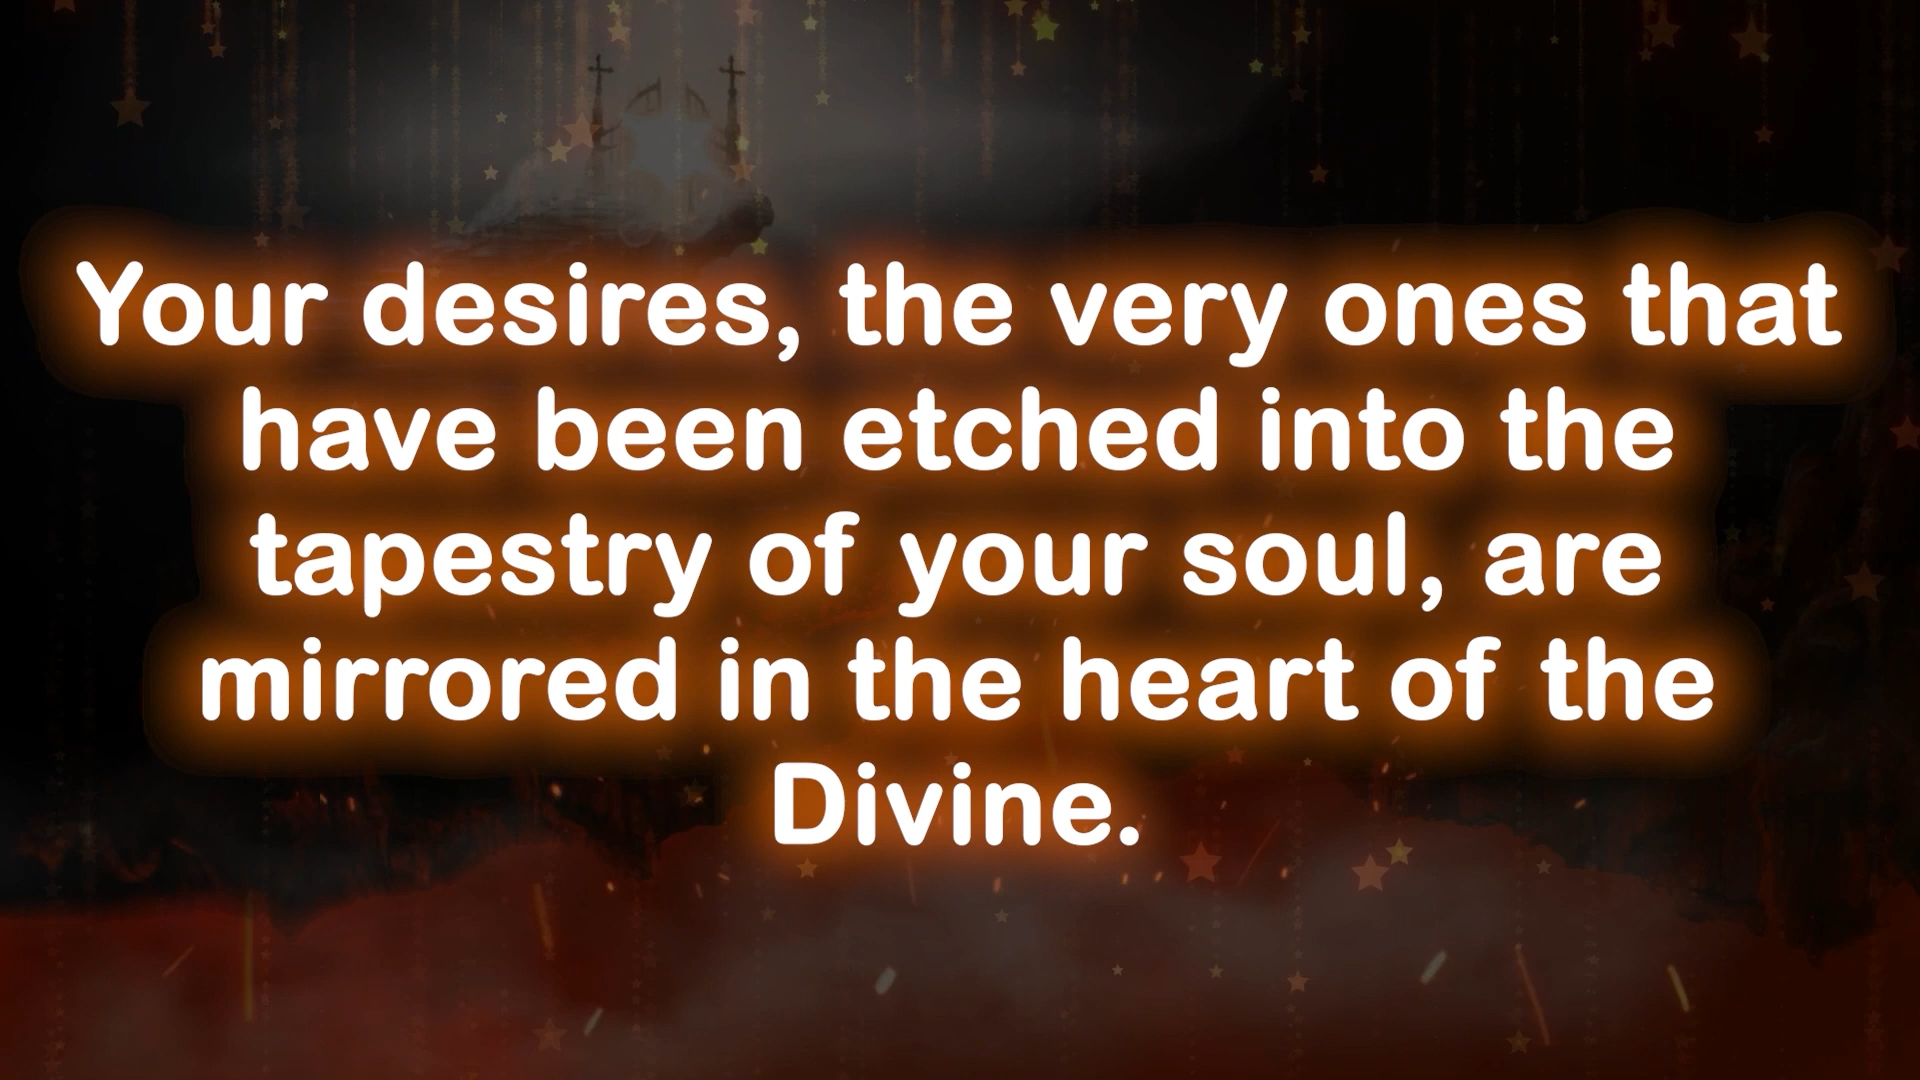 Your desires, the very ones that
have been etched into the
tapestry of your soul, are
mirrored in the heart of the
Divine.